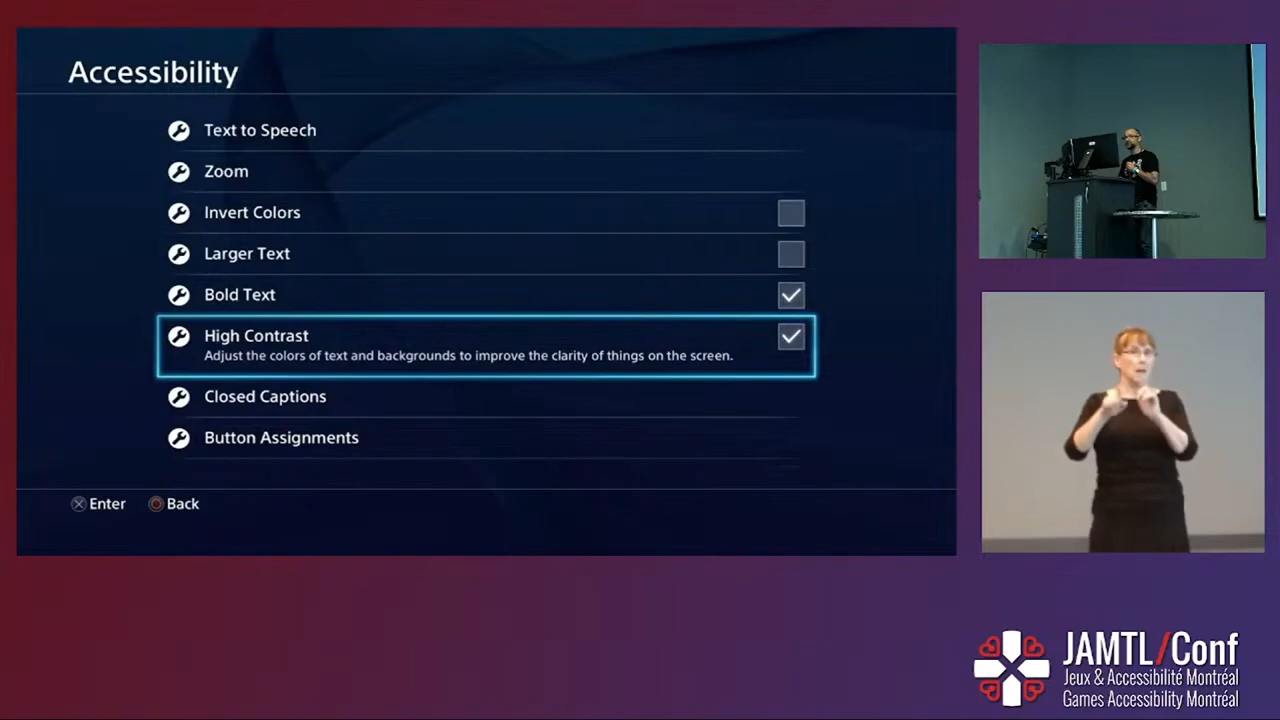 Accessibility
Text to Speech
Zoom
Invert Colors
Larger Text
Bold Text
High Contrast
Adjust the colors of text and backgrounds to improve the clarity of things on the screen.
Closed Captions
Button Assignments
Enter
Back
JAMTL/Conf
Jeux & Accessibilité Montréal
Games Accessibility Montréal